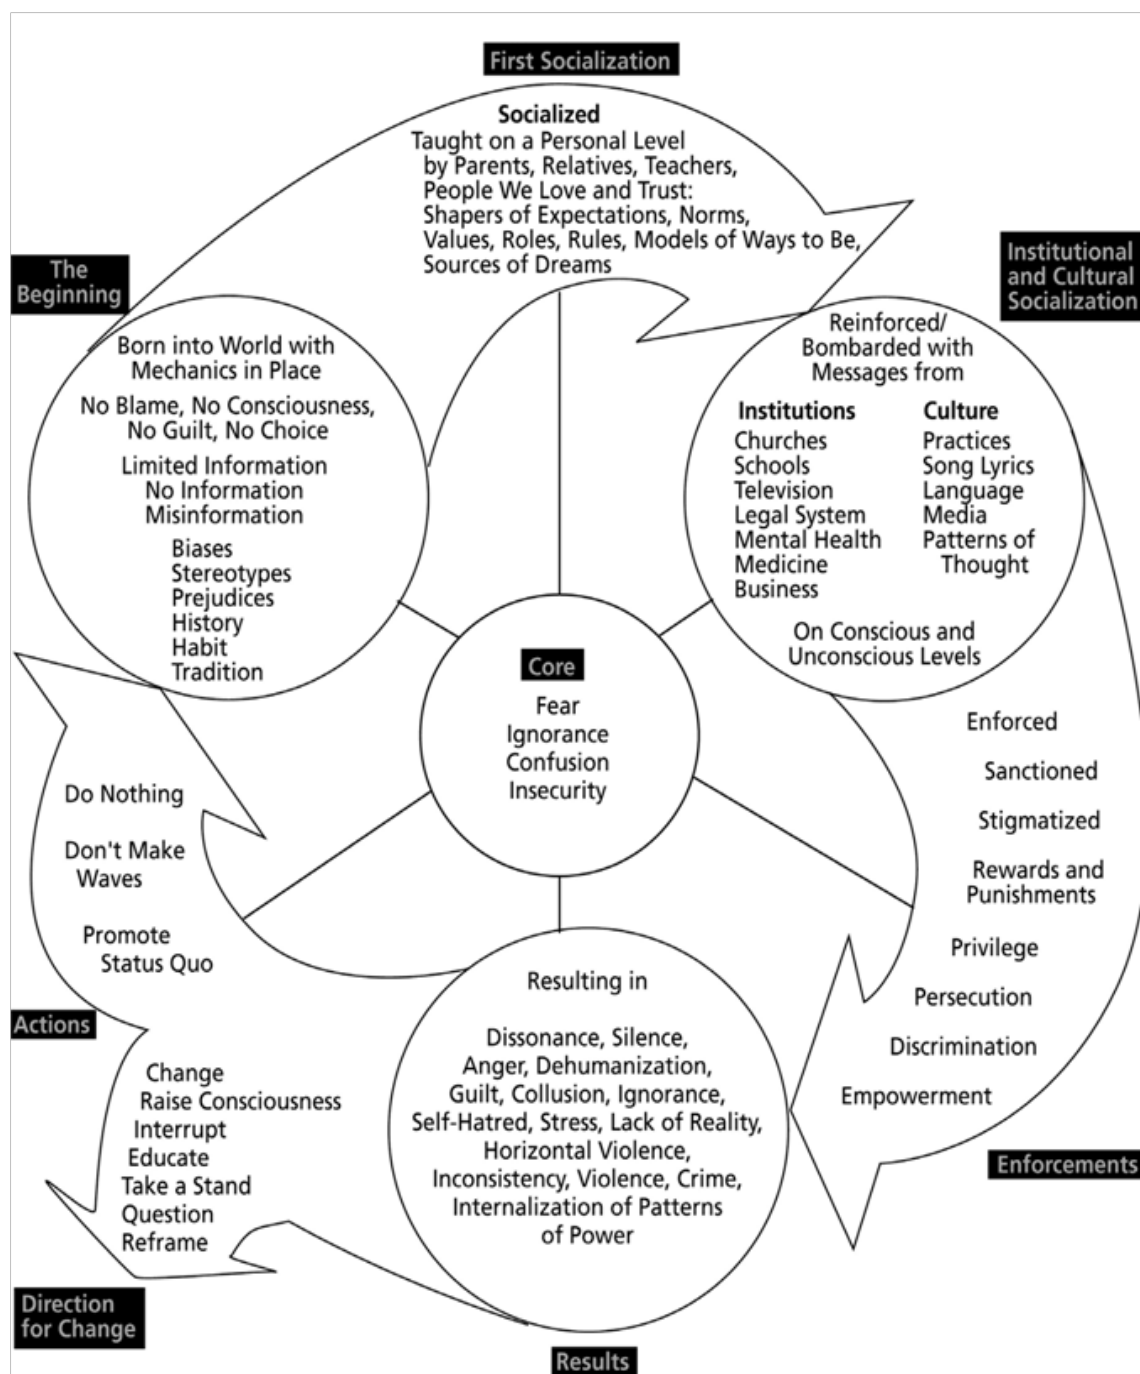 First Socialization
Socialized
Taught on a Personal Level
by Parents, Relatives, Teachers,
People We Love and Trust:
Shapers of Expectations, Norms,
Values, Roles, Rules, Models of Ways to Be,
Sources of Dreams
The
Beginning
Born into World with
Mechanics in Place
No Blame, No Consciousness,
No Guilt, No Choice
Limited Information
No Information
Misinformation
Biases
Stereotypes
Prejudices
History
Habit
Tradition
Institutional
and Cultural
Socialization
Reinforced/
Bombarded with
Messages from
Institutions
Churches
Schools
Television
Legal System
Mental Health
Medicine
Business
Culture
Practices
Song Lyrics
Language
Media
Patterns of
Thought
On Conscious and
Unconscious Levels
Core
Fear
Ignorance
Confusion
Insecurity
Enforced
Sanctioned
Stigmatized
Rewards and
Punishments
Privilege
Persecution
Discrimination
Empowerment
Enforcements
Resulting in
Dissonance, Silence,
Anger, Dehumanization,
Guilt, Collusion, Ignorance,
Self-Hatred, Stress, Lack of Reality,
Horizontal Violence,
Inconsistency, Violence, Crime,
Internalization of Patterns
of Power
Results
Do Nothing
Don't Make
Waves
Promote
Status Quo
Actions
Change
Raise Consciousness
Interrupt
Educate
Take a Stand
Question
Reframe
Direction
for Change